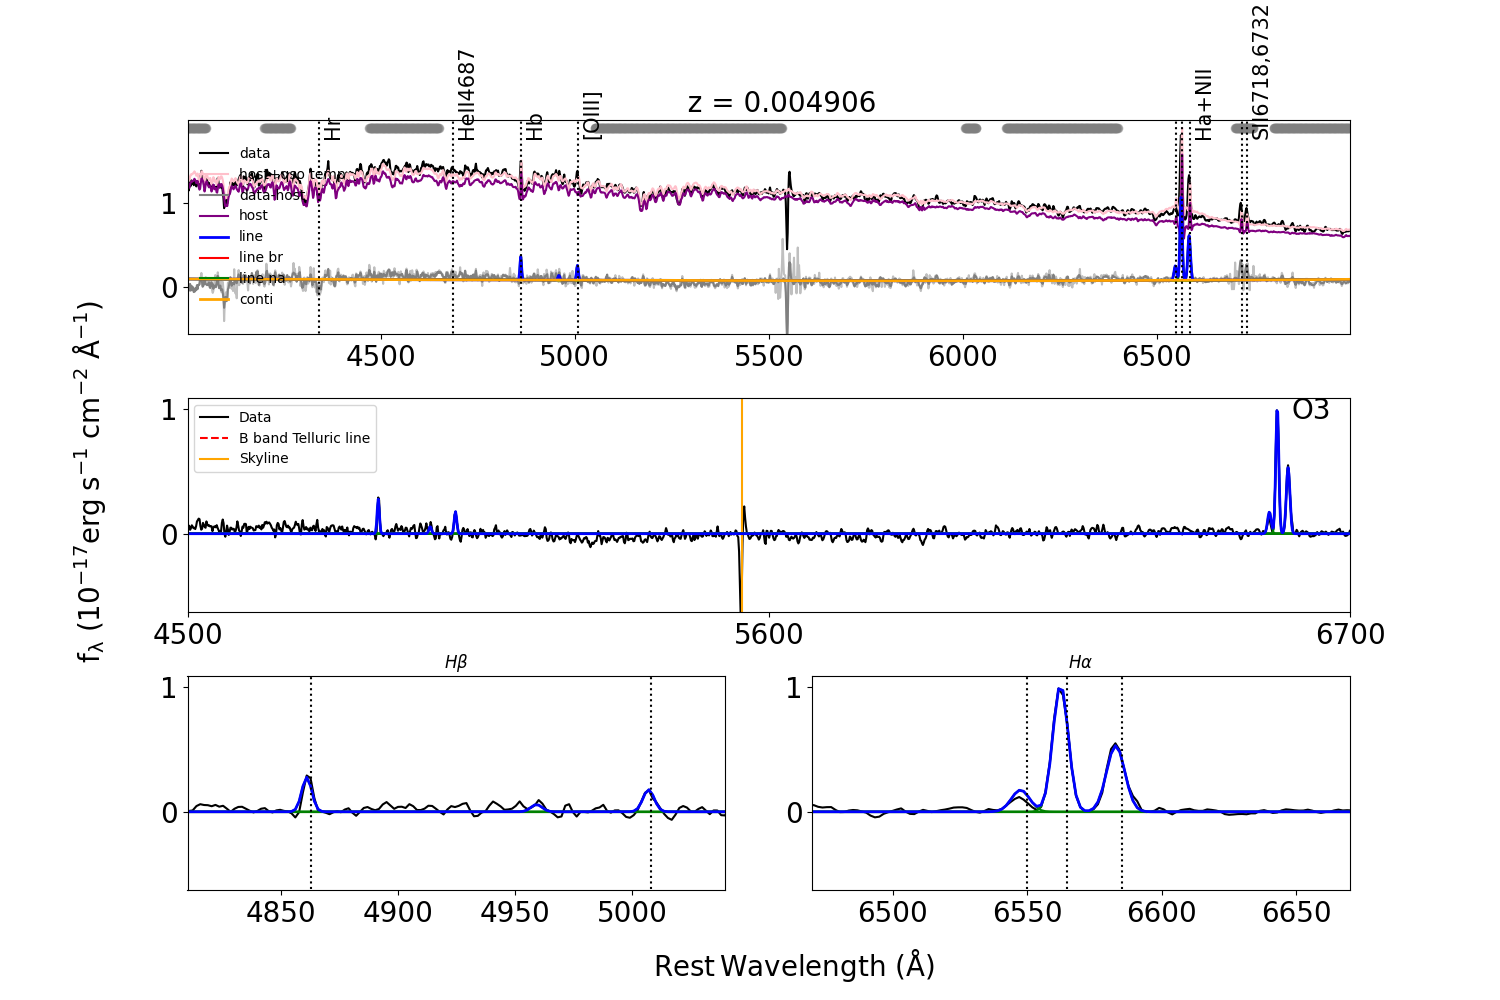 z = 0.004906
Hr
HeII4687
Hb
[OIII]
Ha+NII
SII6718,6732
data
host+qso temp
data-host
host
line
line br
line na
conti
1
0
4500
5000
5500
6000
6500
fλ (10−17erg s−1 cm−2 Å−1)
Data
B band Telluric line
Skyline
O3
1
0
4500
5600
6700
Hβ
1
0
4850
4900
4950
5000
Hα
1
0
6500
6550
6600
6650
Rest Wavelength (Å)